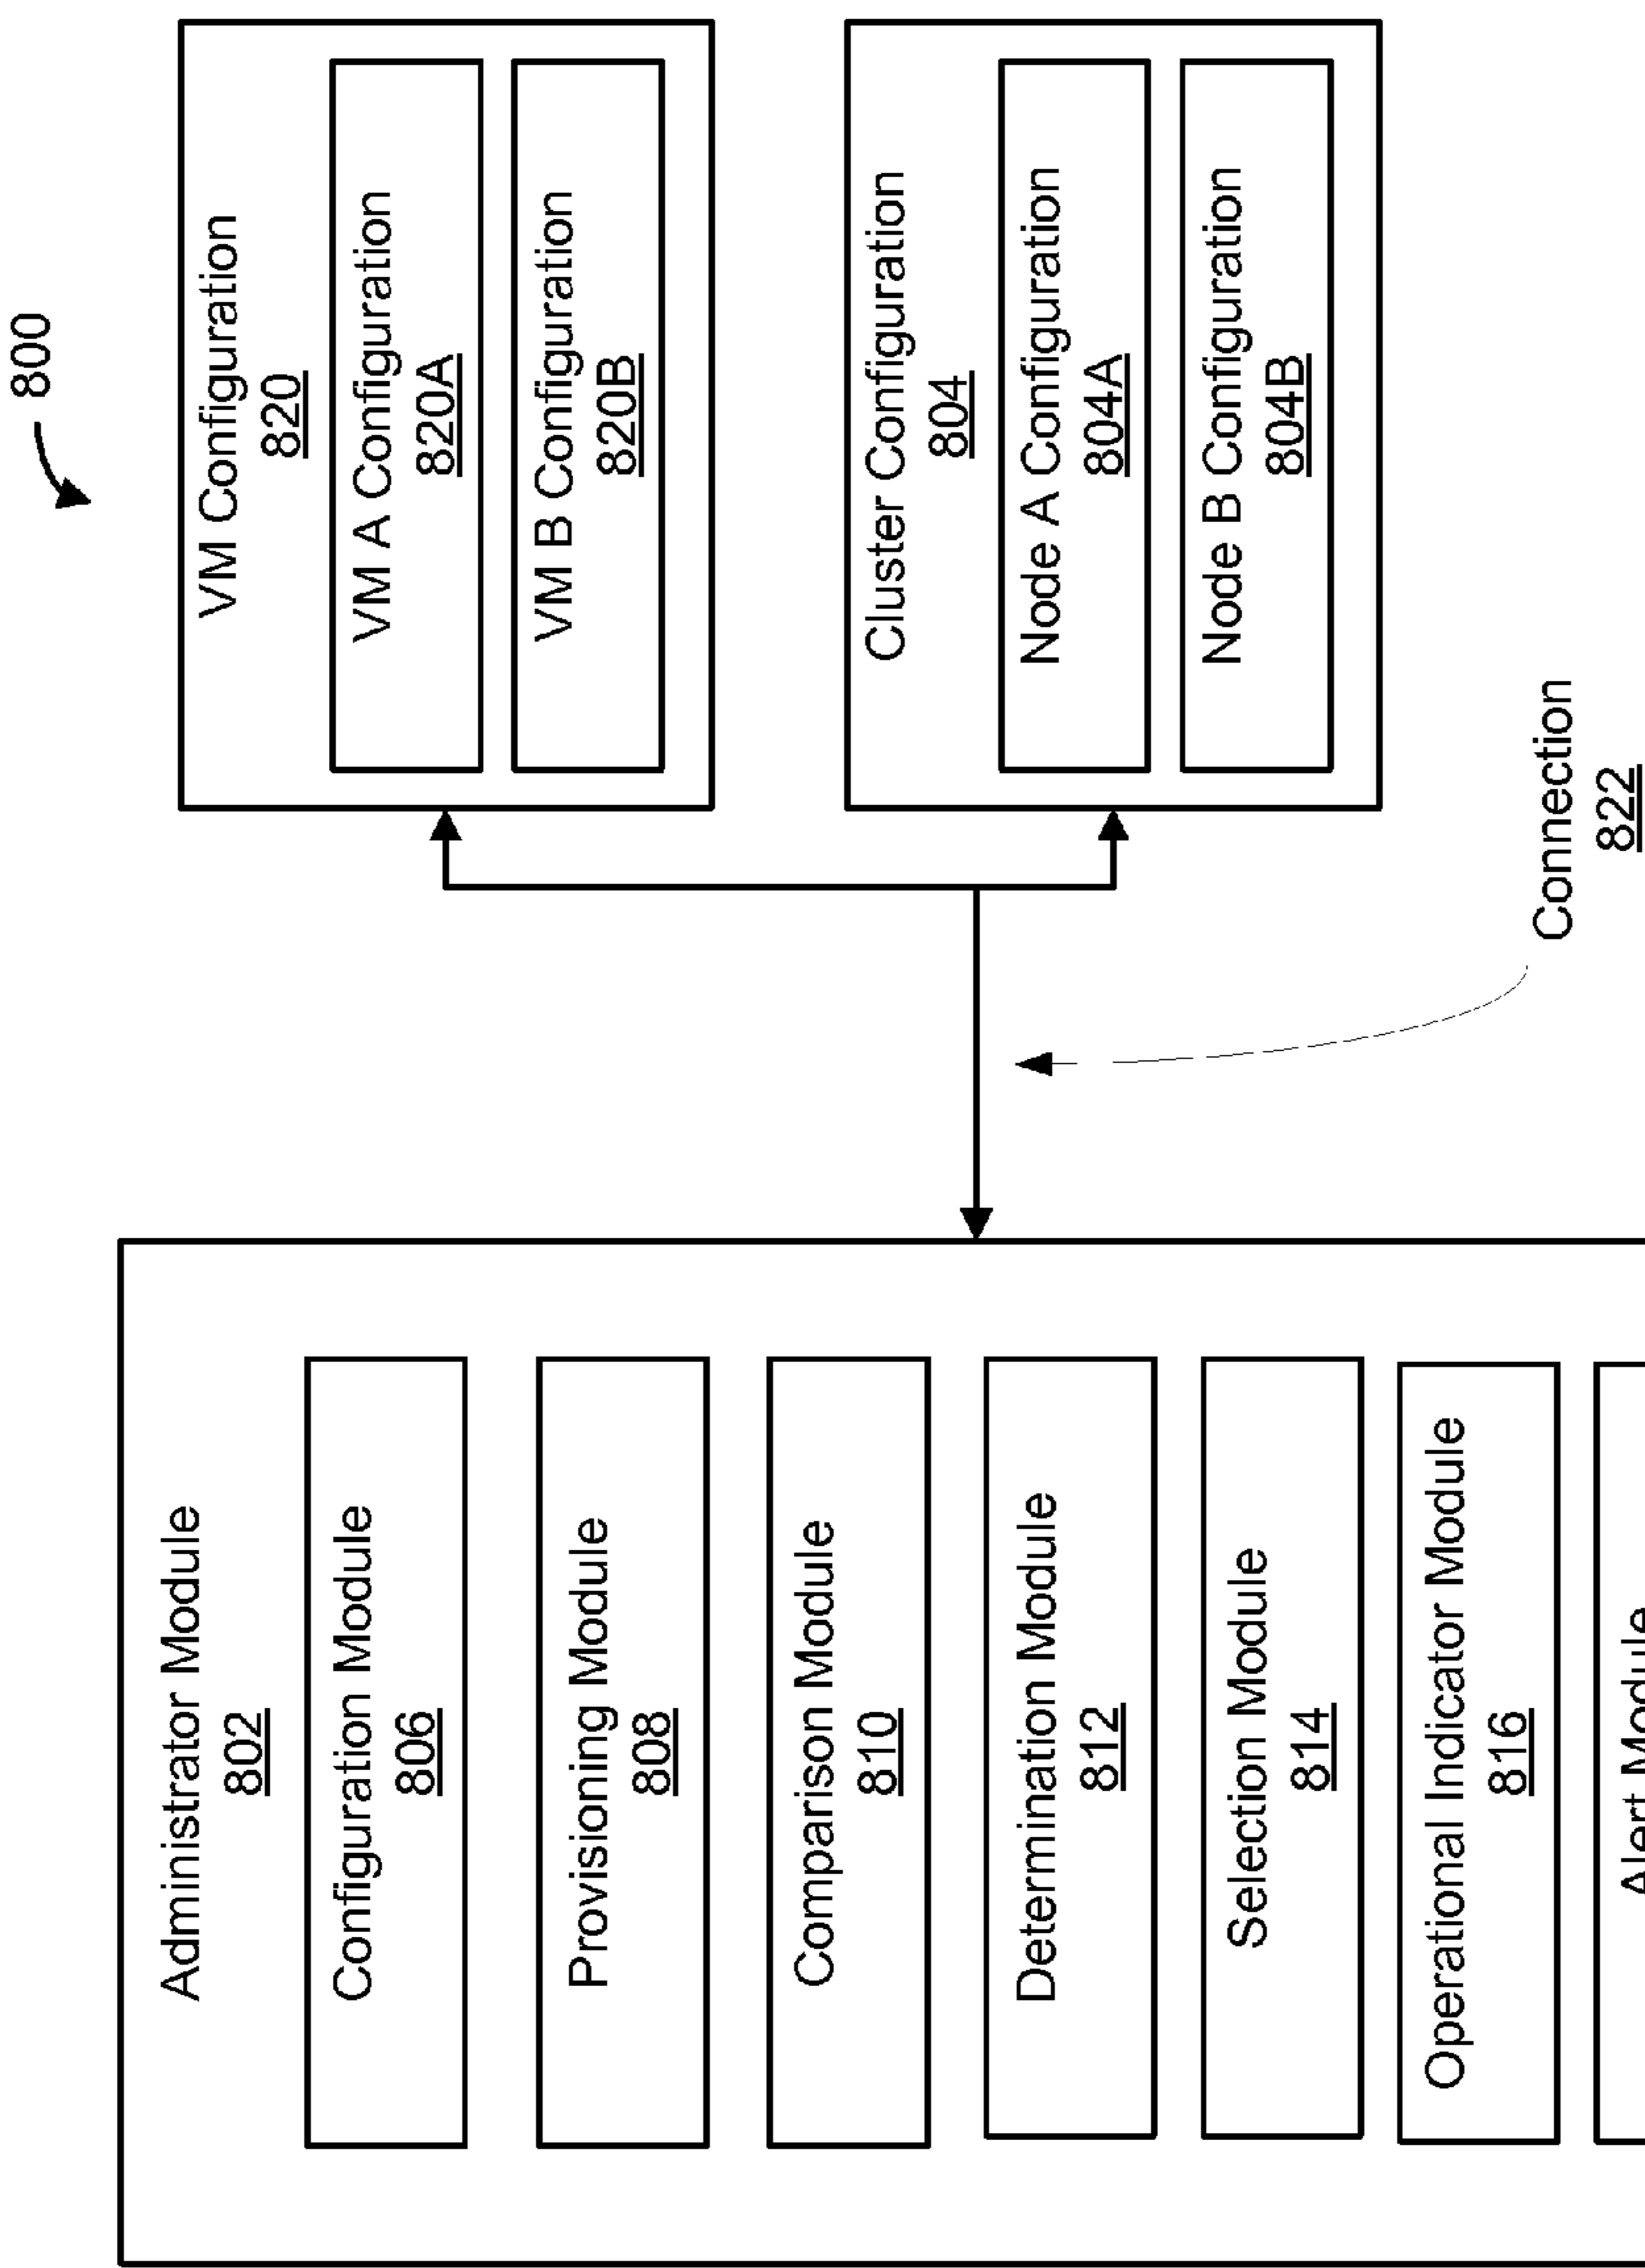 800
Administrator Module
802
Configuration Module
806
Provisioning Module
808
Comparison Module
810
Determination Module
812
Selection Module
814
Operational Indicator Module
816
Alert Module
VM Configuration
820
VM A Configuration
820A
VM B Configuration
820B
Cluster Configuration
804
Node A Configuration
804A
Node B Configuration
804B
Connection
822